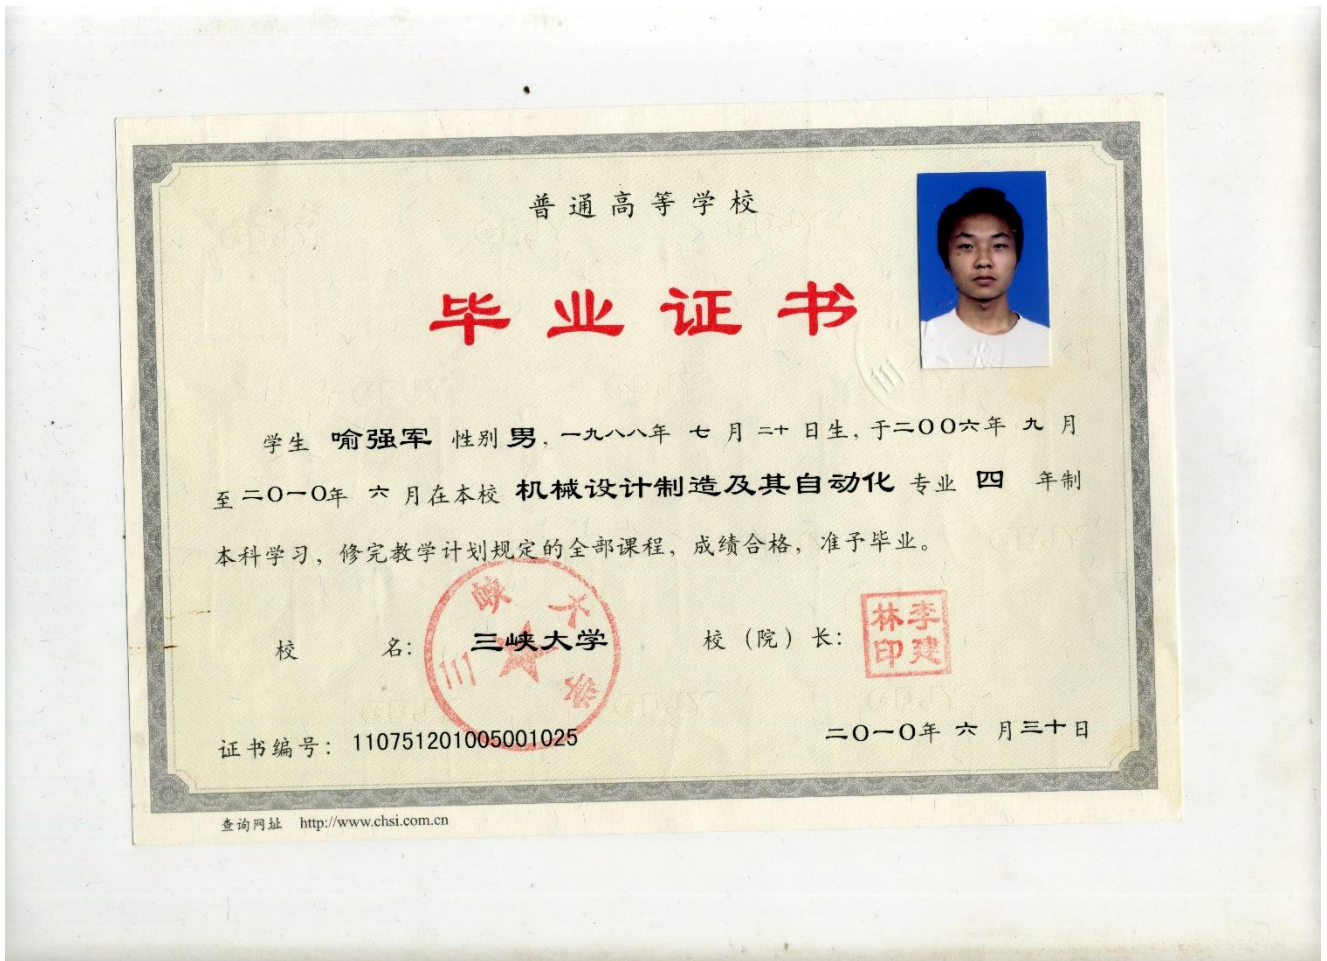 普通高等学校
毕业证书
学生 喻强军 性别 男，一九八八年 七 月 二十 日生，于二〇〇六年 九 月
至二〇一〇年 六 月在本校 机械设计制造及其自动化 专业 四 年制
本科学习，修完教学计划规定的全部课程，成绩合格，准予毕业。
校 名： 三峡大学 校（院）长： 李建林印
三峡大学
证书编号： 110751201005001025 二〇一〇年 六 月三十日
查询网址 http://www.chsi.com.cn